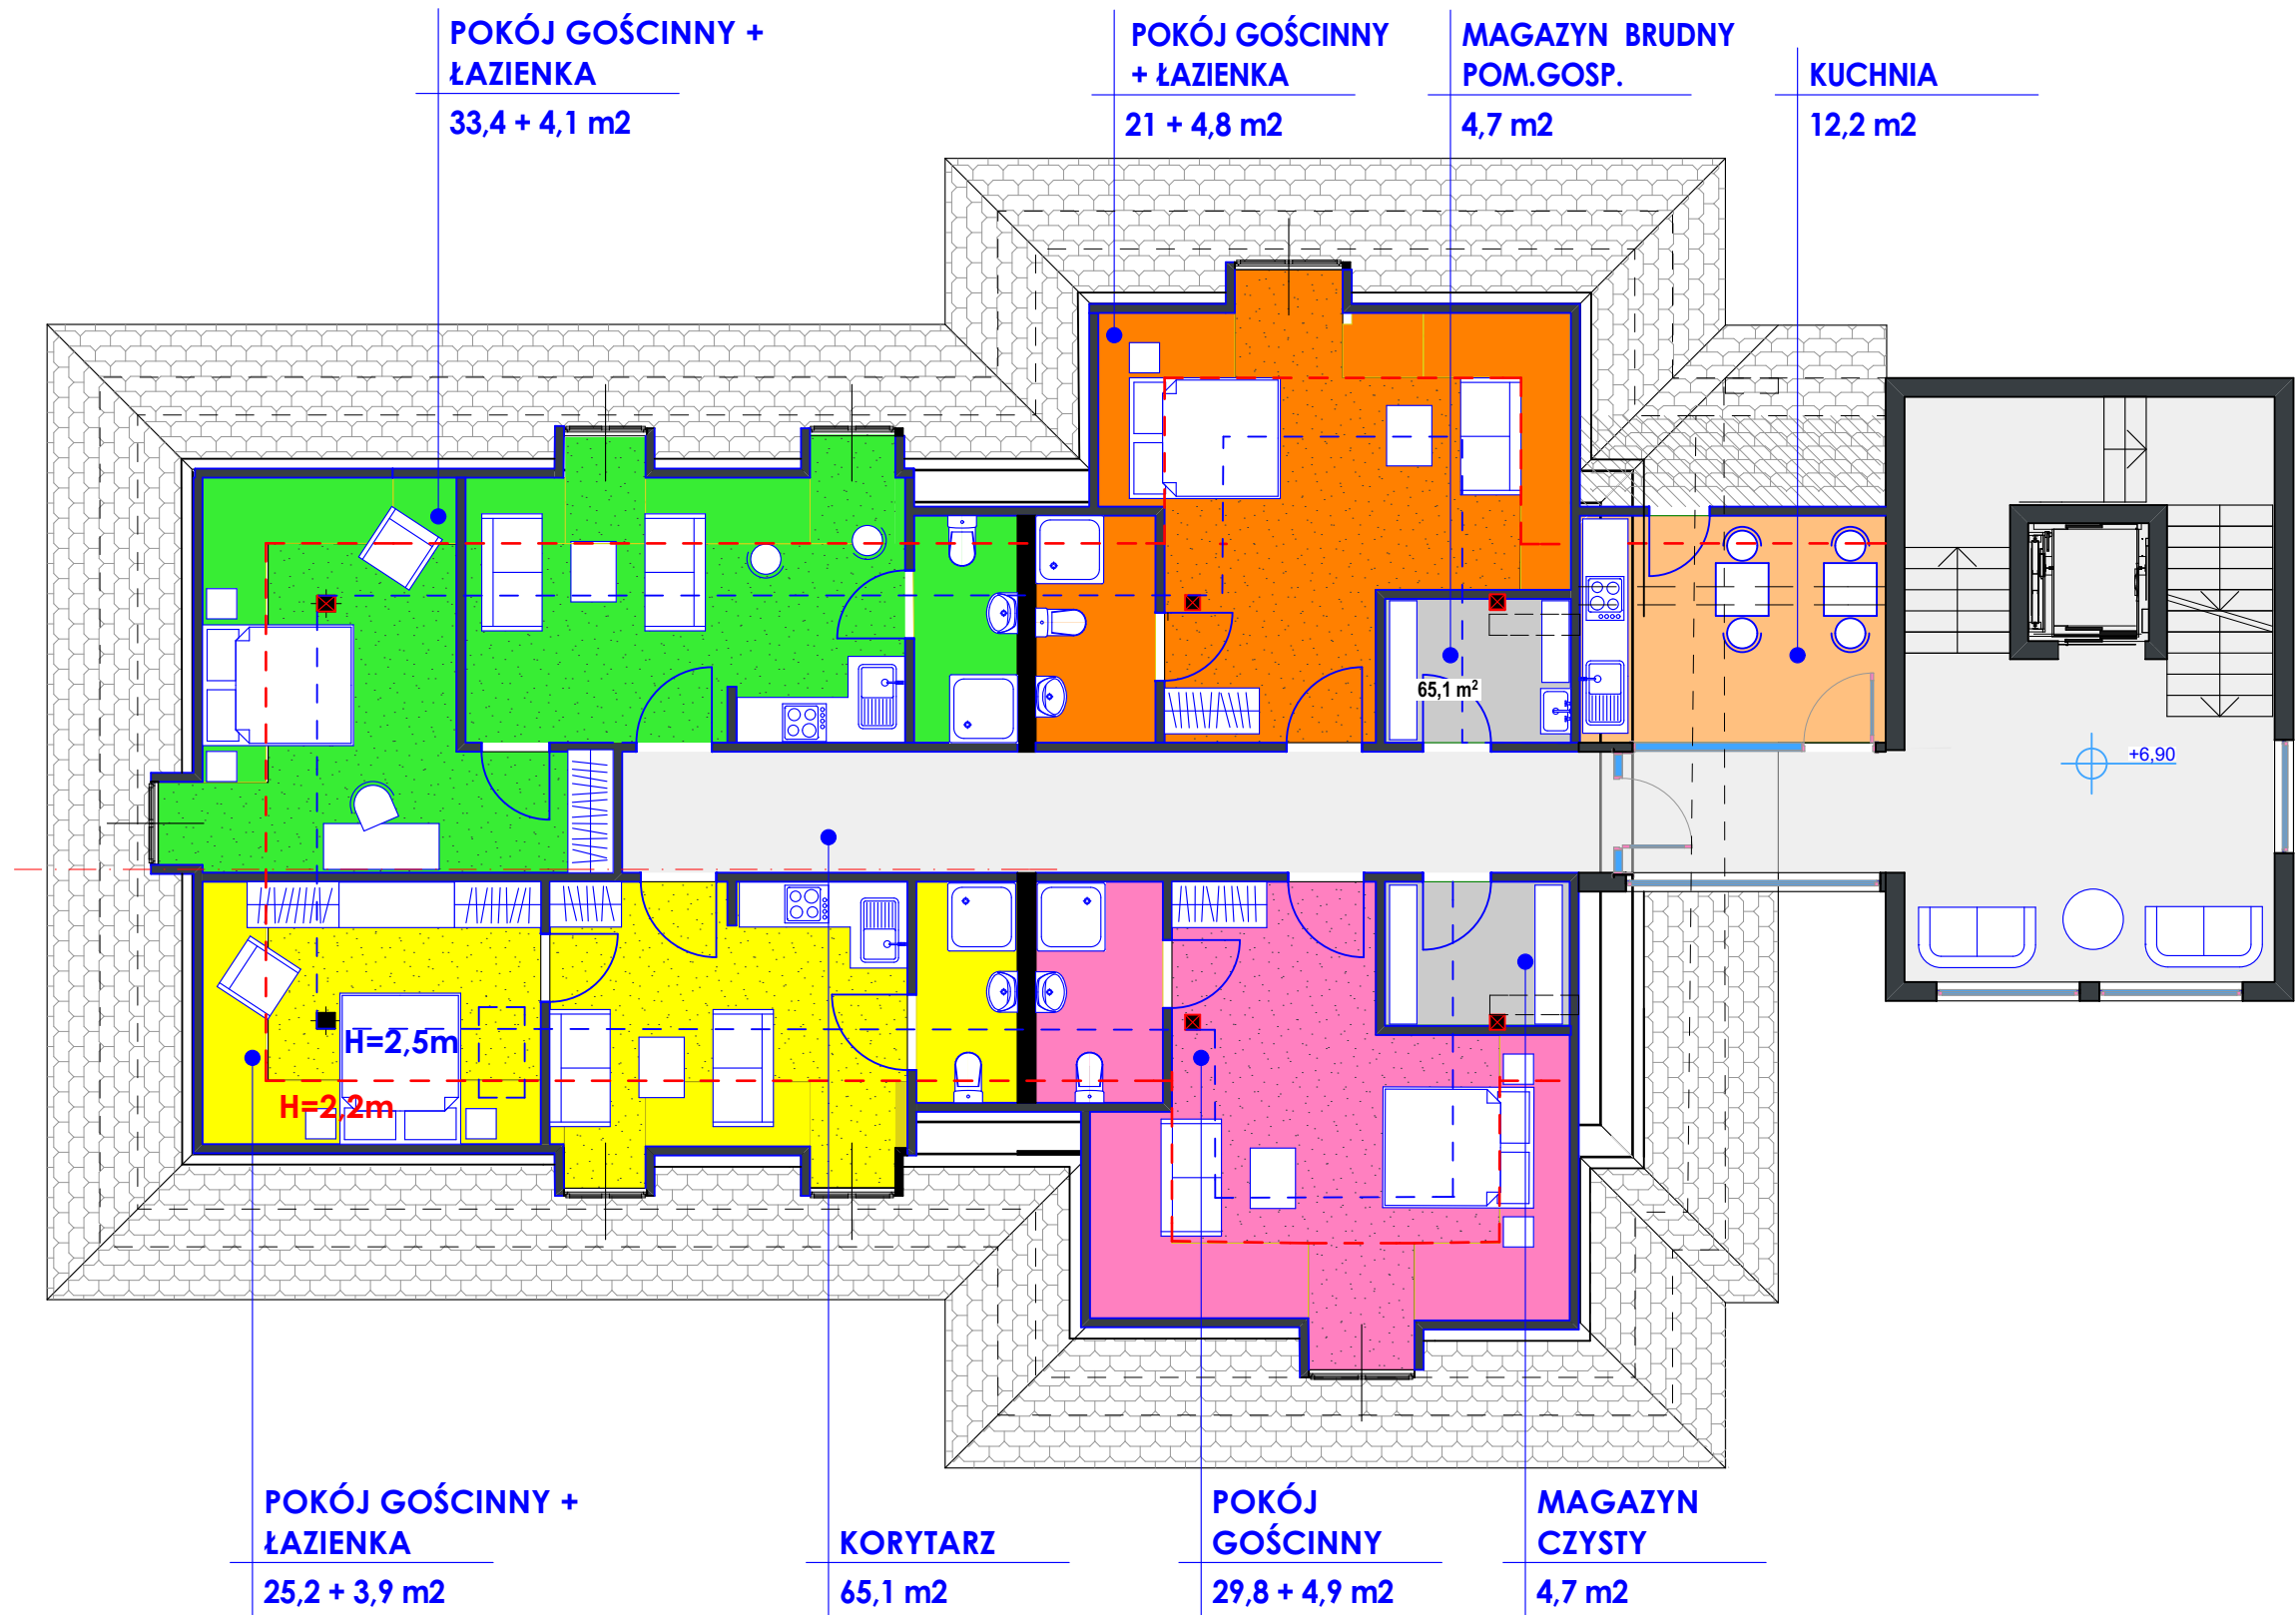 POKÓJ GOŚCINNY +
ŁAZIENKA
33,4 + 4,1 m2
POKÓJ GOŚCINNY
+ ŁAZIENKA
21 + 4,8 m2
MAGAZYN BRUDNY
POM.GOSP.
4,7 m2
KUCHNIA
12,2 m2
65,1 m²
+6,90
H=2,5m
H=2,2m
POKÓJ GOŚCINNY +
ŁAZIENKA
25,2 + 3,9 m2
KORYTARZ
65,1 m2
POKÓJ
GOŚCINNY
29,8 + 4,9 m2
MAGAZYN
CZYSTY
4,7 m2